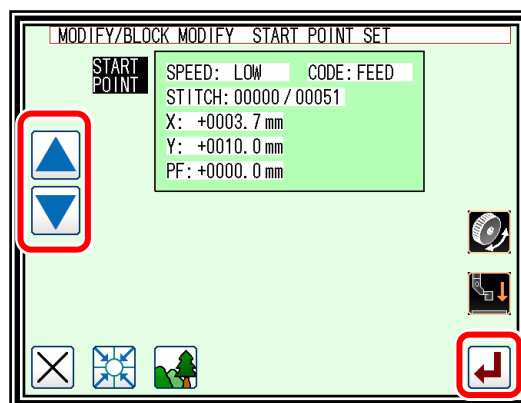 MODIFY/BLOCK MODIFY START POINT SET
START
POINT
SPEED: LOW CODE: FEED
STITCH: 00000 / 00051
X: +0003.7 mm
Y: +0010.0 mm
PF: +0000.0 mm